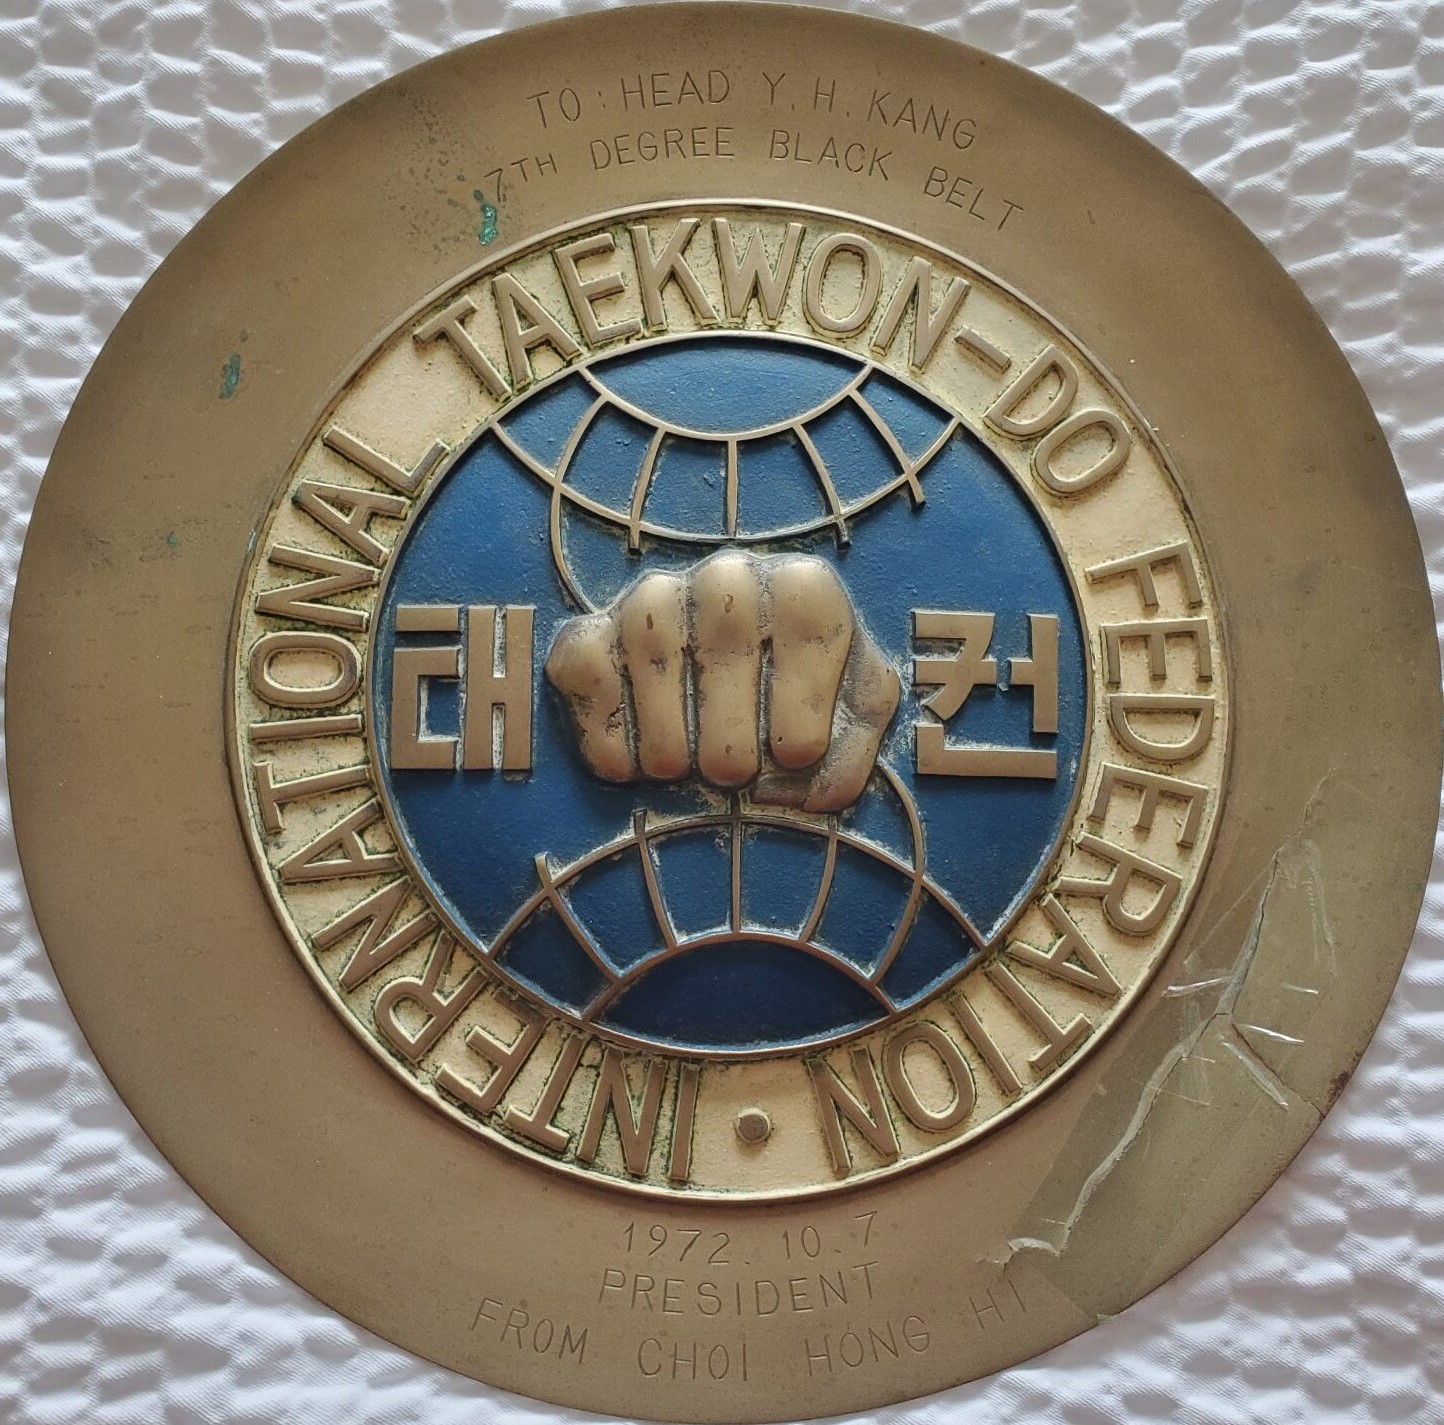 TO : HEAD Y. H. KANG
7TH DEGREE BLACK BELT
INTERNATIONAL TAEKWON-DO FEDERATION •
태 권
1972. 10. 7
PRESIDENT
FROM CHOI HONG HI